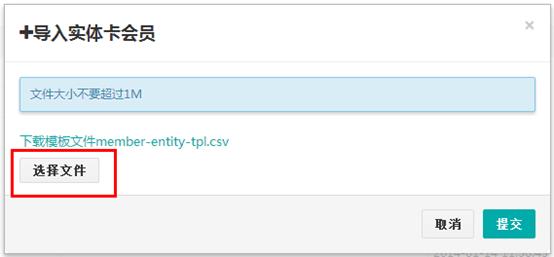 +导入实体卡会员
×
文件大小不要超过1M
下载模板文件member-entity-tpl.csv
选择文件
取消
提交